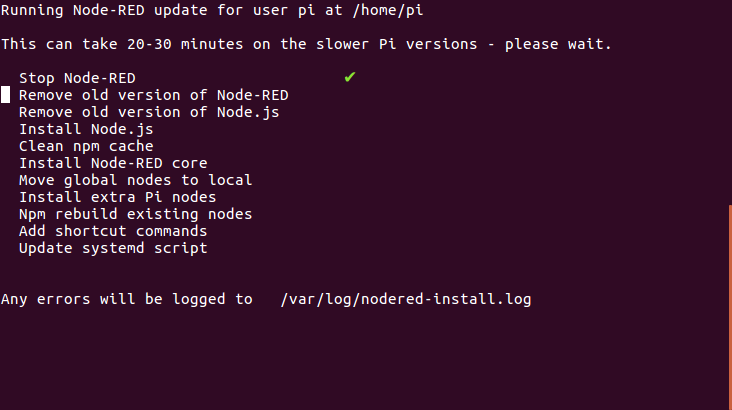 Running Node-RED update for user pi at /home/pi
This can take 20-30 minutes on the slower Pi versions - please wait.
Stop Node-RED ✔
Remove old version of Node-RED
Remove old version of Node.js
Install Node.js
Clean npm cache
Install Node-RED core
Move global nodes to local
Install extra Pi nodes
Npm rebuild existing nodes
Add shortcut commands
Update systemd script
Any errors will be logged to /var/log/nodered-install.log